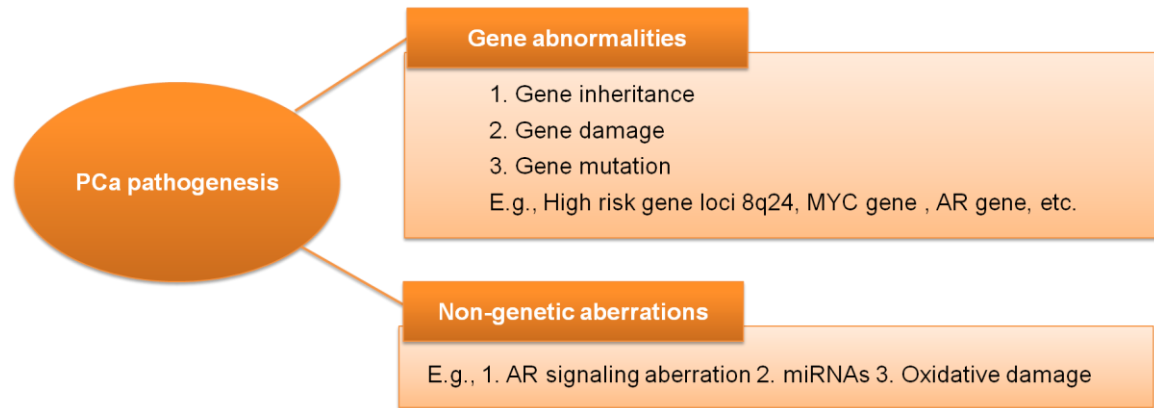 Gene abnormalities
1. Gene inheritance
2. Gene damage
3. Gene mutation
E.g., High risk gene loci 8q24, MYC gene , AR gene, etc.
PCa pathogenesis
Non-genetic aberrations
E.g., 1. AR signaling aberration 2. miRNAs 3. Oxidative damage